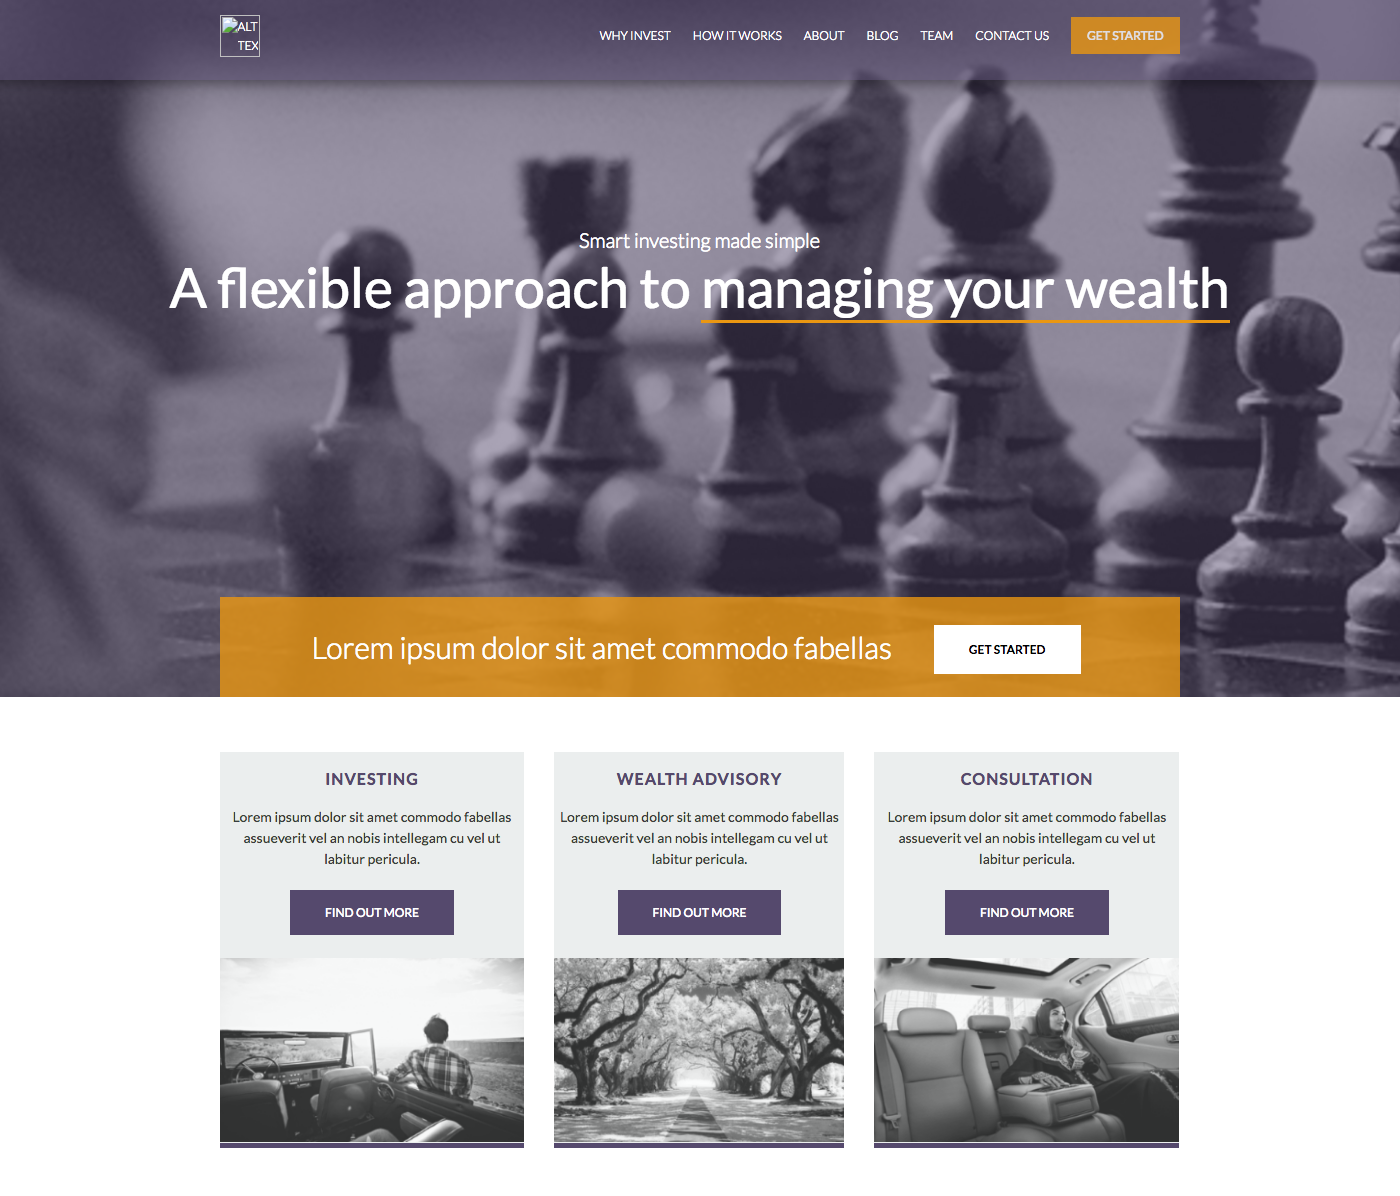 ALT
TEX
WHY INVEST HOW IT WORKS ABOUT BLOG TEAM CONTACT US GET STARTED
Smart investing made simple
A flexible approach to managing your wealth
Lorem ipsum dolor sit amet commodo fabellas GET STARTED
INVESTING
Lorem ipsum dolor sit amet commodo fabellas
assueverit vel an nobis intellegam cu vel ut
labitur pericula.
FIND OUT MORE
WEALTH ADVISORY
Lorem ipsum dolor sit amet commodo fabellas
assueverit vel an nobis intellegam cu vel ut
labitur pericula.
FIND OUT MORE
CONSULTATION
Lorem ipsum dolor sit amet commodo fabellas
assueverit vel an nobis intellegam cu vel ut
labitur pericula.
FIND OUT MORE